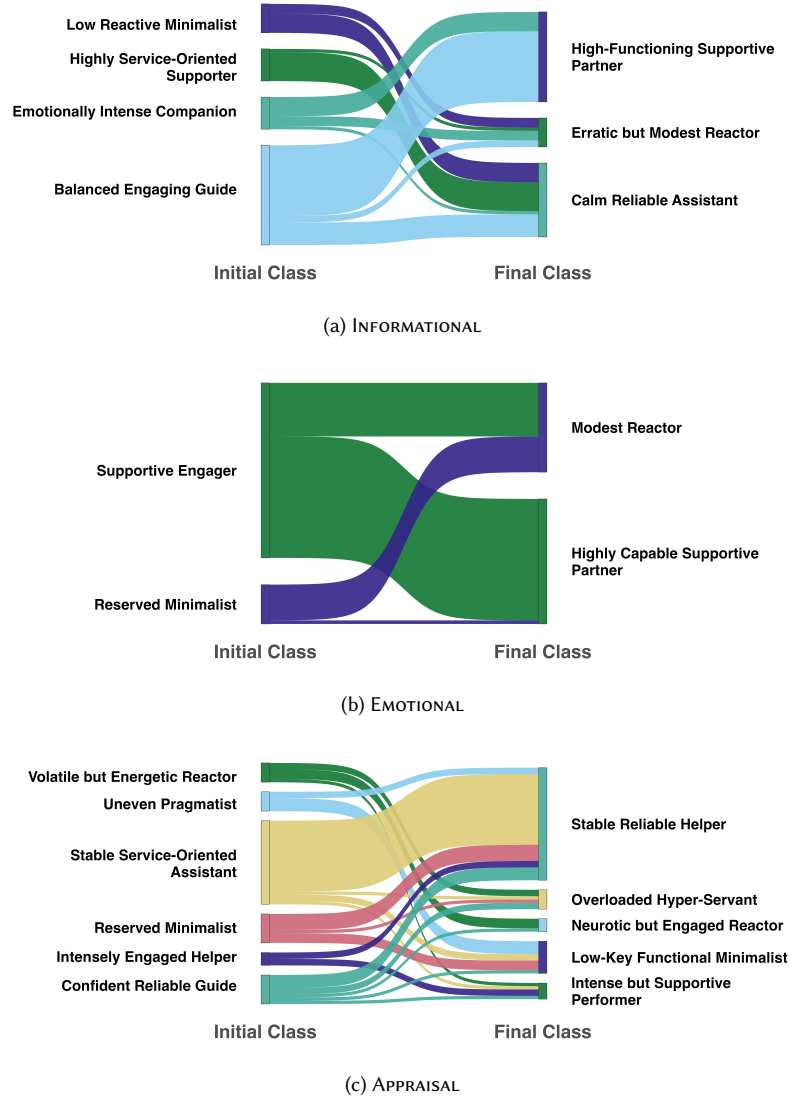 Low Reactive Minimalist
Highly Service-Oriented
Supporter
Emotionally Intense Companion
Balanced Engaging Guide
High-Functioning Supportive
Partner
Erratic but Modest Reactor
Calm Reliable Assistant
Initial Class
Final Class
(a) Informational
Supportive Engager
Reserved Minimalist
Modest Reactor
Highly Capable Supportive
Partner
Initial Class
Final Class
(b) Emotional
Volatile but Energetic Reactor
Uneven Pragmatist
Stable Service-Oriented
Assistant
Reserved Minimalist
Intensely Engaged Helper
Confident Reliable Guide
Stable Reliable Helper
Overloaded Hyper-Servant
Neurotic but Engaged Reactor
Low-Key Functional Minimalist
Intense but Supportive
Performer
Initial Class
Final Class
(c) Appraisal